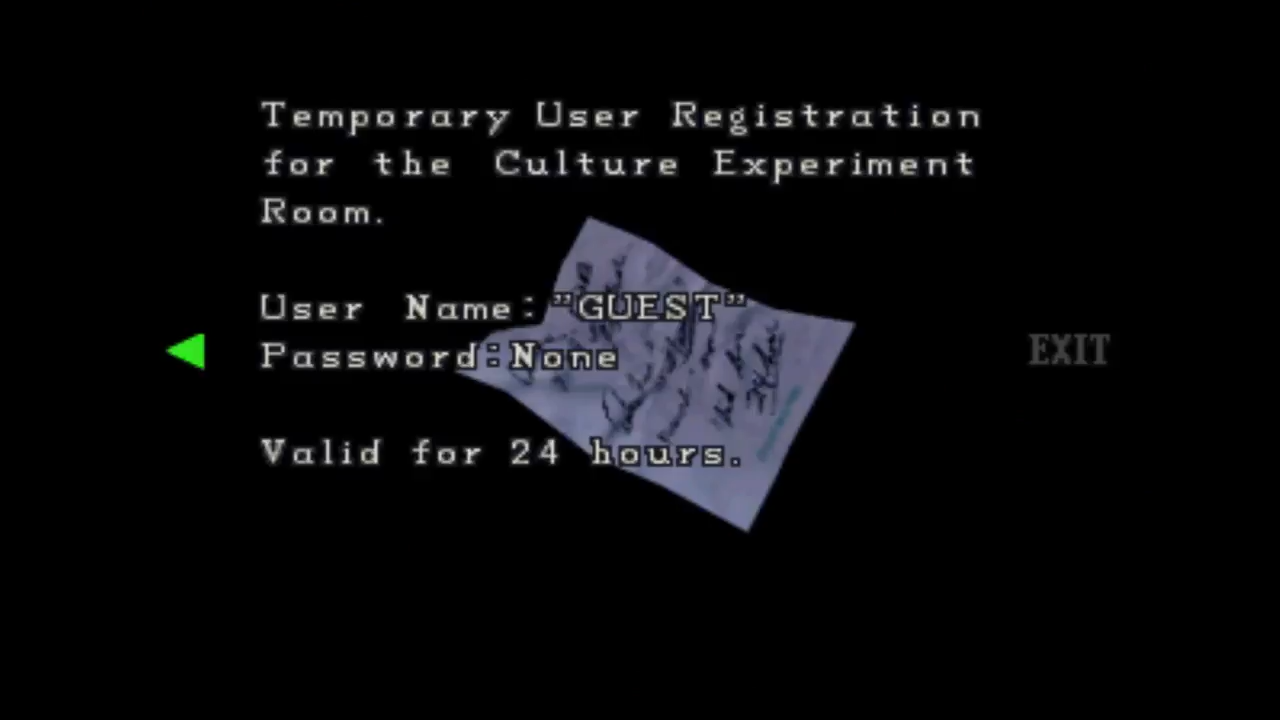 Temporary User Registration
for the Culture Experiment
Room.
User Name:"GUEST"
Password:None
EXIT
Valid for 24 hours.